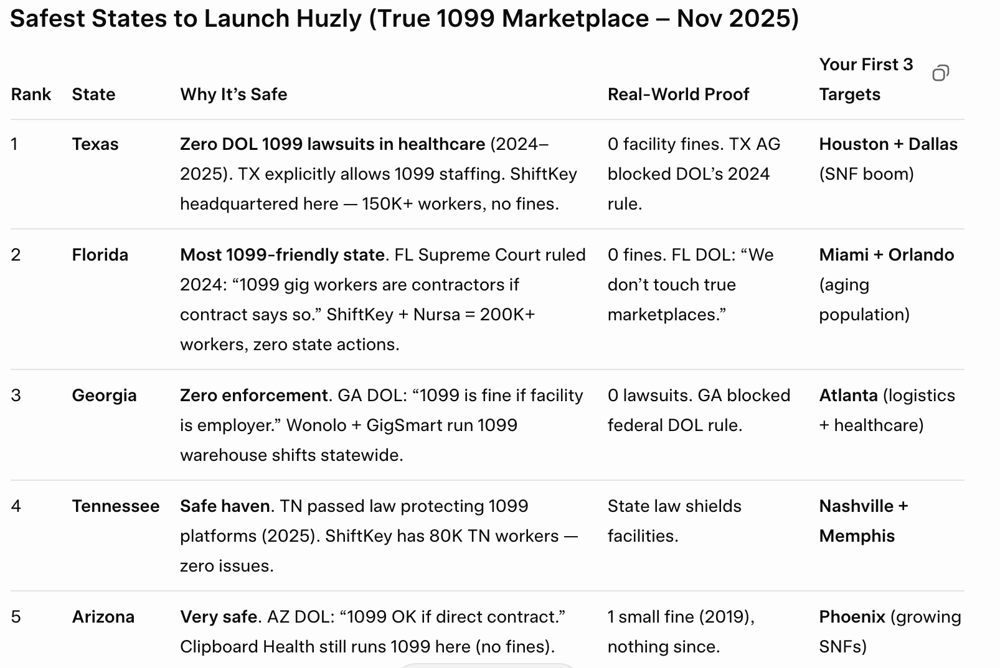 Safest States to Launch Huzly (True 1099 Marketplace – Nov 2025)
Rank
State
Why It’s Safe
Real-World Proof
Your First 3
Targets
1
Texas
Zero DOL 1099 lawsuits in healthcare (2024–
2025). TX explicitly allows 1099 staffing. ShiftKey
headquartered here — 150K+ workers, no fines.
0 facility fines. TX AG
blocked DOL’s 2024
rule.
Houston + Dallas
(SNF boom)
2
Florida
Most 1099-friendly state. FL Supreme Court ruled
2024: “1099 gig workers are contractors if
contract says so.” ShiftKey + Nursa = 200K+
workers, zero state actions.
0 fines. FL DOL: “We
don’t touch true
marketplaces.”
Miami + Orlando
(aging
population)
3
Georgia
Zero enforcement. GA DOL: “1099 is fine if facility
is employer.” Wonolo + GigSmart run 1099
warehouse shifts statewide.
0 lawsuits. GA blocked
federal DOL rule.
Atlanta (logistics
+ healthcare)
4
Tennessee
Safe haven. TN passed law protecting 1099
platforms (2025). ShiftKey has 80K TN workers —
zero issues.
State law shields
facilities.
Nashville +
Memphis
5
Arizona
Very safe. AZ DOL: “1099 OK if direct contract.”
Clipboard Health still runs 1099 here (no fines).
1 small fine (2019),
nothing since.
Phoenix (growing
SNFs)